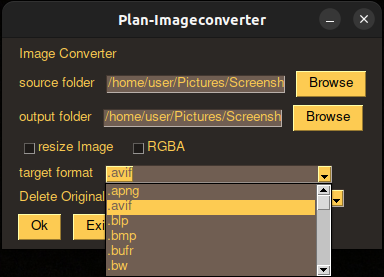 Plan-Imageconverter
Image Converter
source folder /home/user/Pictures/Screensh Browse
output folder /home/user/Pictures/Screensh Browse
resize Image RGBA
target format .avif
.apng
Delete Original
.avif
.blp
Ok Exi
.bmp
.bufr
.bw